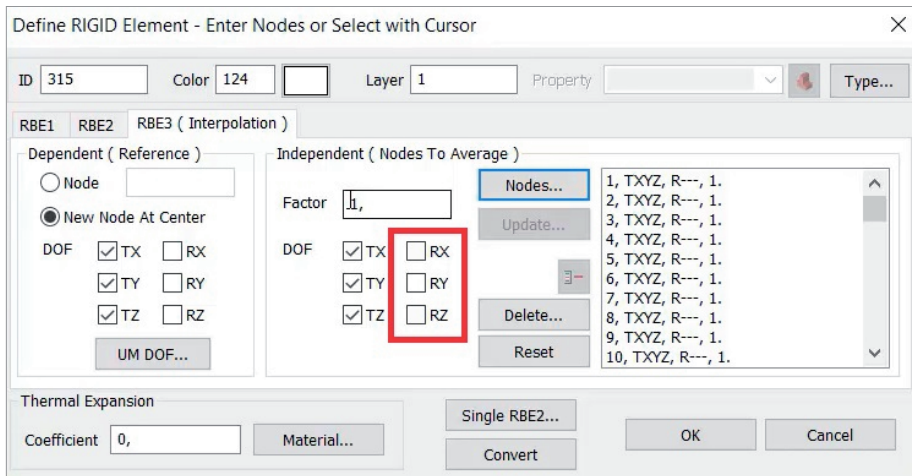 Define RIGID Element - Enter Nodes or Select with Cursor
ID 315 Color 124 Layer 1 Property Type...
RBE1 RBE2 RBE3 ( Interpolation )
Dependent ( Reference )
Node
New Node At Center
DOF TX RX
TY RY
TZ RZ
UM DOF...
Independent ( Nodes To Average )
Factor 1,
DOF TX RX
TY RY
TZ RZ
Nodes...
Update...
Delete...
Reset
1, TXYZ, R---, 1.
2, TXYZ, R---, 1.
3, TXYZ, R---, 1.
4, TXYZ, R---, 1.
5, TXYZ, R---, 1.
6, TXYZ, R---, 1.
7, TXYZ, R---, 1.
8, TXYZ, R---, 1.
9, TXYZ, R---, 1.
10, TXYZ, R---, 1.
Thermal Expansion
Coefficient 0, Material...
Single RBE2...
Convert
OK Cancel